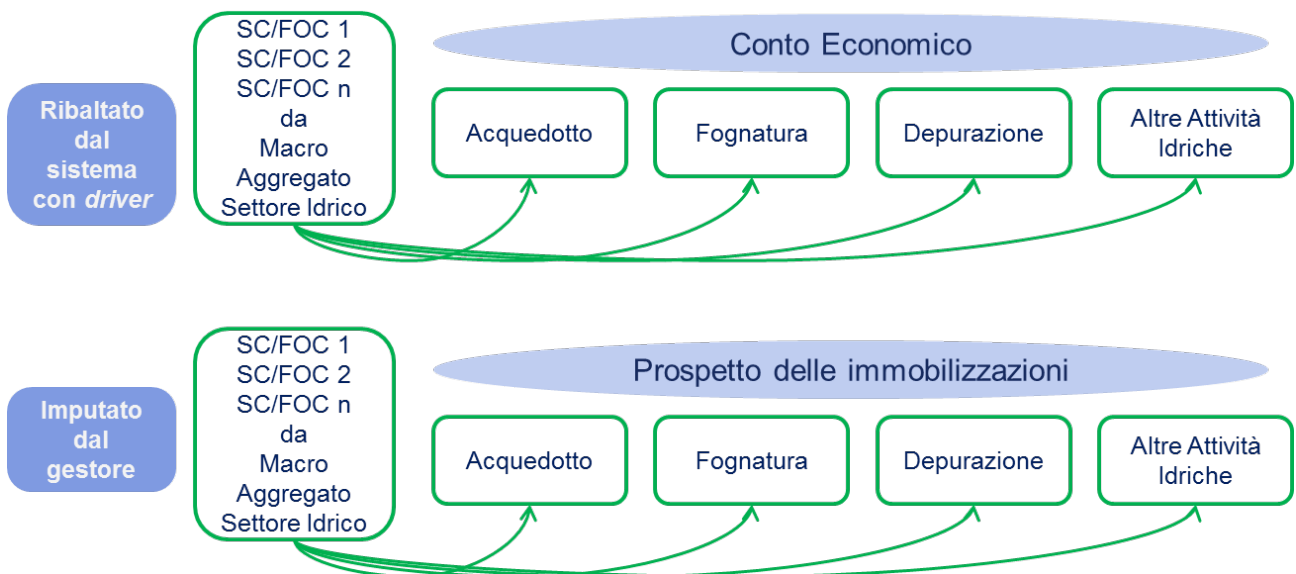 Ribaltato
dal
sistema
con driver
SC/FOC 1
SC/FOC 2
SC/FOC n
da
Macro
Aggregato
Settore Idrico
Conto Economico
Acquedotto
Fognatura
Depurazione
Altre Attività
Idriche
Imputato
dal
gestore
SC/FOC 1
SC/FOC 2
SC/FOC n
da
Macro
Aggregato
Settore Idrico
Prospetto delle immobilizzazioni
Acquedotto
Fognatura
Depurazione
Altre Attività
Idriche